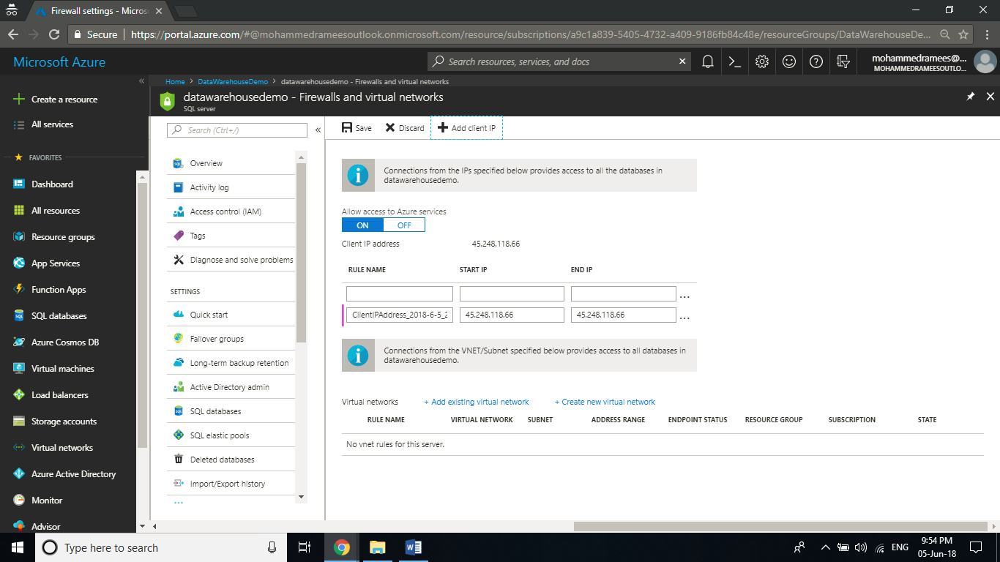 Firewall settings - Micros
Secure
https://portal.azure.com/#@mohammedrameesoutlook.onmicrosoft.com/resource/subscriptions/a9c1a839-5405-4732-a409-9186fb84c48e/resourceGroups/DataWarehouseDe...
Microsoft Azure
Search resources, services, and docs
mohammedramees@...
MOHAMMEDRAMEESOUTLO...
Create a resource
All services
FAVORITES
Dashboard
All resources
Resource groups
App Services
Function Apps
SQL databases
Azure Cosmos DB
Virtual machines
Load balancers
Storage accounts
Virtual networks
Azure Active Directory
Monitor
Advisor
Home > DataWarehouseDemo > datawarehousedemo - Firewalls and virtual networks
datawarehousedemo - Firewalls and virtual networks
SQL server
Search (Ctrl+/)
Overview
Activity log
Access control (IAM)
Tags
Diagnose and solve problems
SETTINGS
Quick start
Failover groups
Long-term backup retention
Active Directory admin
SQL databases
SQL elastic pools
Deleted databases
Import/Export history
Save Discard Add client IP
Connections from the IPs specified below provides access to all the databases in
datawarehousedemo.
Allow access to Azure services
ON OFF
Client IP address 45.248.118.66
RULE NAME START IP END IP
...
ClientIPAddress_2018-6-5_2 45.248.118.66 45.248.118.66 ...
Connections from the VNET/Subnet specified below provides access to all databases in
datawarehousedemo.
Virtual networks + Add existing virtual network + Create new virtual network
RULE NAME VIRTUAL NETWORK SUBNET ADDRESS RANGE ENDPOINT STATUS RESOURCE GROUP SUBSCRIPTION STATE
No vnet rules for this server.
Type here to search
ENG
9:54 PM
05-Jun-18